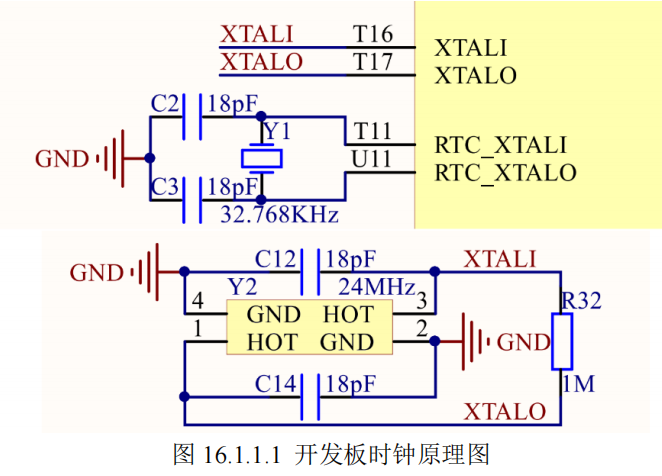 XTALI T16 XTALI
XTALO T17 XTALO
C2 18pF
Y1
T11 RTC_XTALI
GND
U11 RTC_XTALO
C3 18pF
32.768KHz
C12 18pF XTALI
GND
Y2 24MHz
4 GND HOT 3
R32
1 HOT GND 2
GND
C14 18pF 1M
XTALO
图 16.1.1.1 开发板时钟原理图